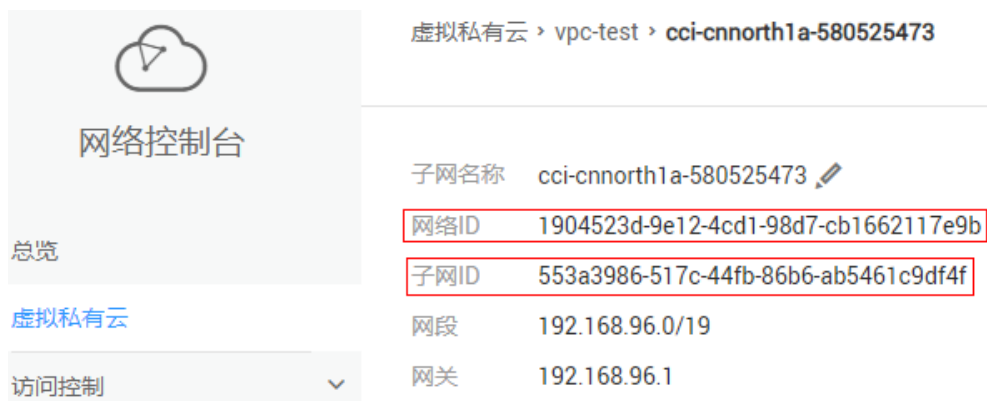 网络控制台
总览
虚拟私有云
访问控制
虚拟私有云 › vpc-test › cci-cnnorth1a-580525473
子网名称 cci-cnnorth1a-580525473
网络ID 1904523d-9e12-4cd1-98d7-cb1662117e9b
子网ID 553a3986-517c-44fb-86b6-ab5461c9df4f
网段 192.168.96.0/19
网关 192.168.96.1